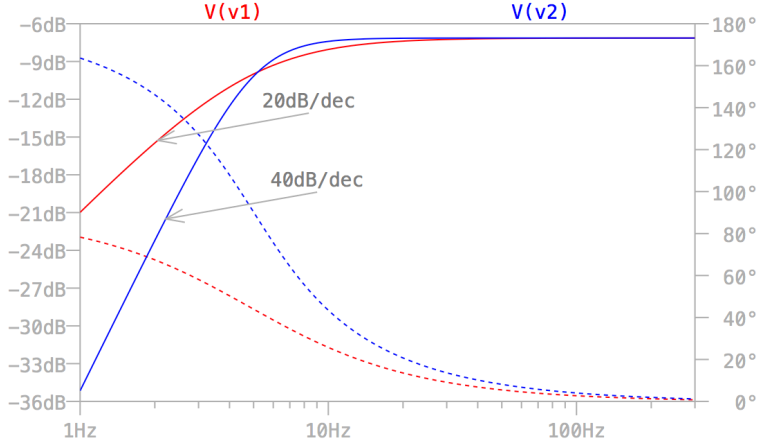 V(v1) V(v2)
−6dB 180°
−9dB 160°
−12dB 140°
20dB/dec
−15dB 120°
−18dB 100°
40dB/dec
−21dB 80°
−24dB 60°
−27dB 40°
−30dB 20°
−33dB 0°
−36dB
1Hz 10Hz 100Hz